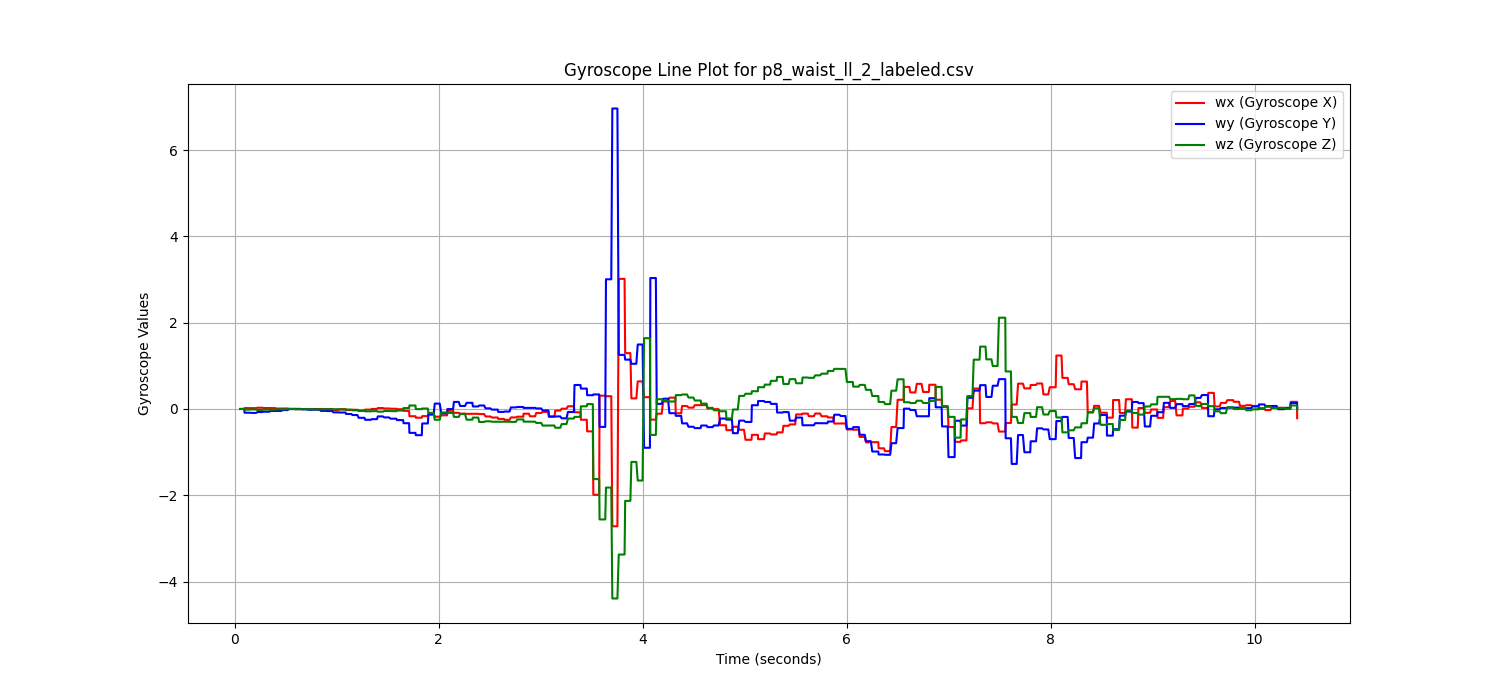 Gyroscope Line Plot for p8_waist_ll_2_labeled.csv
wx (Gyroscope X)
wy (Gyroscope Y)
wz (Gyroscope Z)
Gyroscope Values
6
4
2
0
−2
−4
0 2 4 6 8 10
Time (seconds)